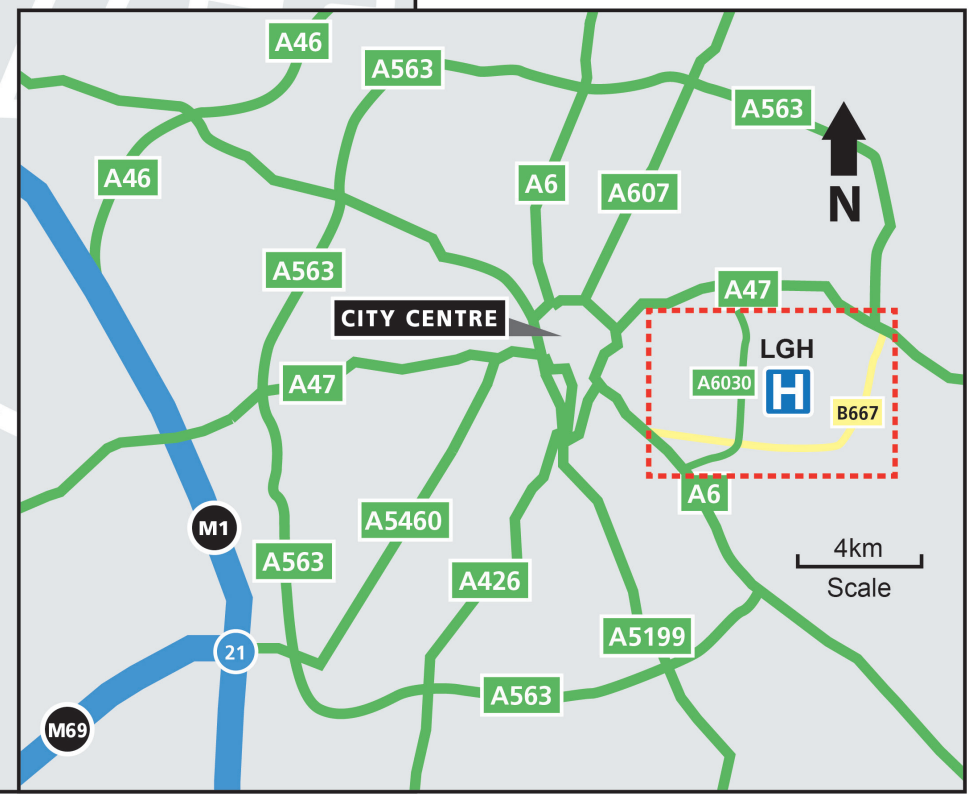 A46
A563
A563
A46
A6
A607
N
A563
A47
CITY CENTRE
LGH
A47
A6030
H
B667
A6
M1
A5460
4km
A563
A426
Scale
A5199
21
A563
M69